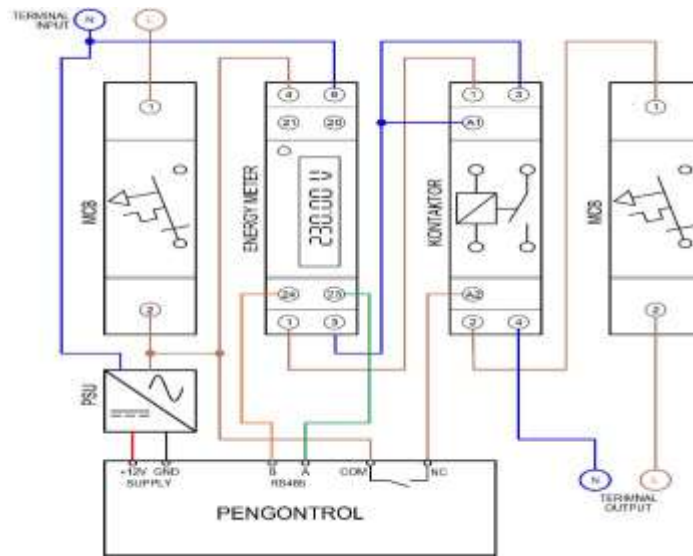 TERMINAL
INPUT
N
L
1
MCB
2
4
6
21
20
ENERGY METER
230.00 V
24
23
1
3
1
3
A1
KONTAKTOR
A2
2
4
1
MCB
2
PSU
+12V GND
SUPPLY
B A
RS485
COM
NC
PENGONTROL
N
L
TERIMNAL
OUTPUT